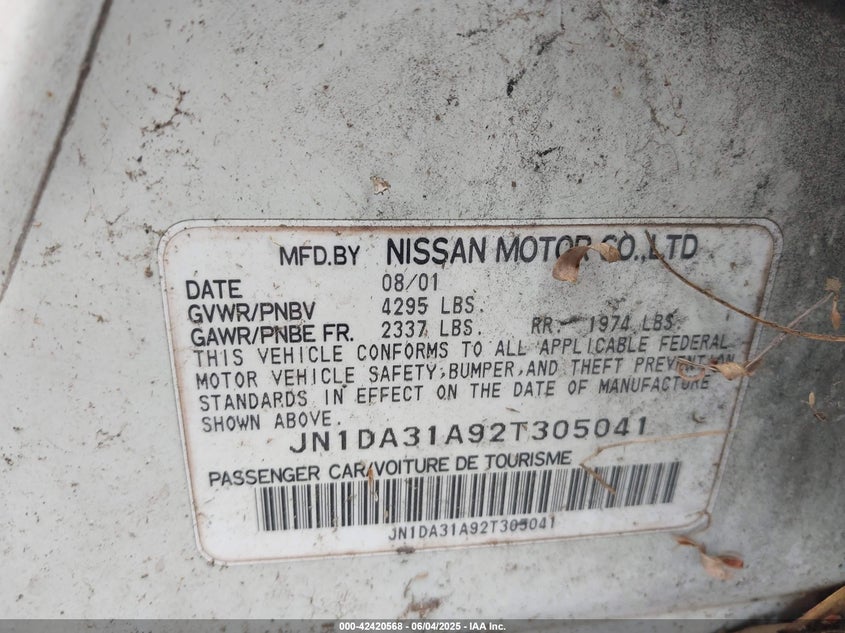 MFD.BY NISSAN MOTOR CO.,LTD
DATE 08/01
GVWR/PNBV 4295 LBS.
GAWR/PNBE FR. 2337 LBS. RR. 1974 LBS.
THIS VEHICLE CONFORMS TO ALL APPLICABLE FEDERAL
MOTOR VEHICLE SAFETY,BUMPER,AND THEFT PREVENTION
STANDARDS IN EFFECT ON THE DATE OF MANUFACTURE
SHOWN ABOVE.
JN1DA31A92T305041
PASSENGER CAR/VOITURE DE TOURISME
JN1DA31A92T305041
000-42420568 - 06/04/2025 - IAA Inc.